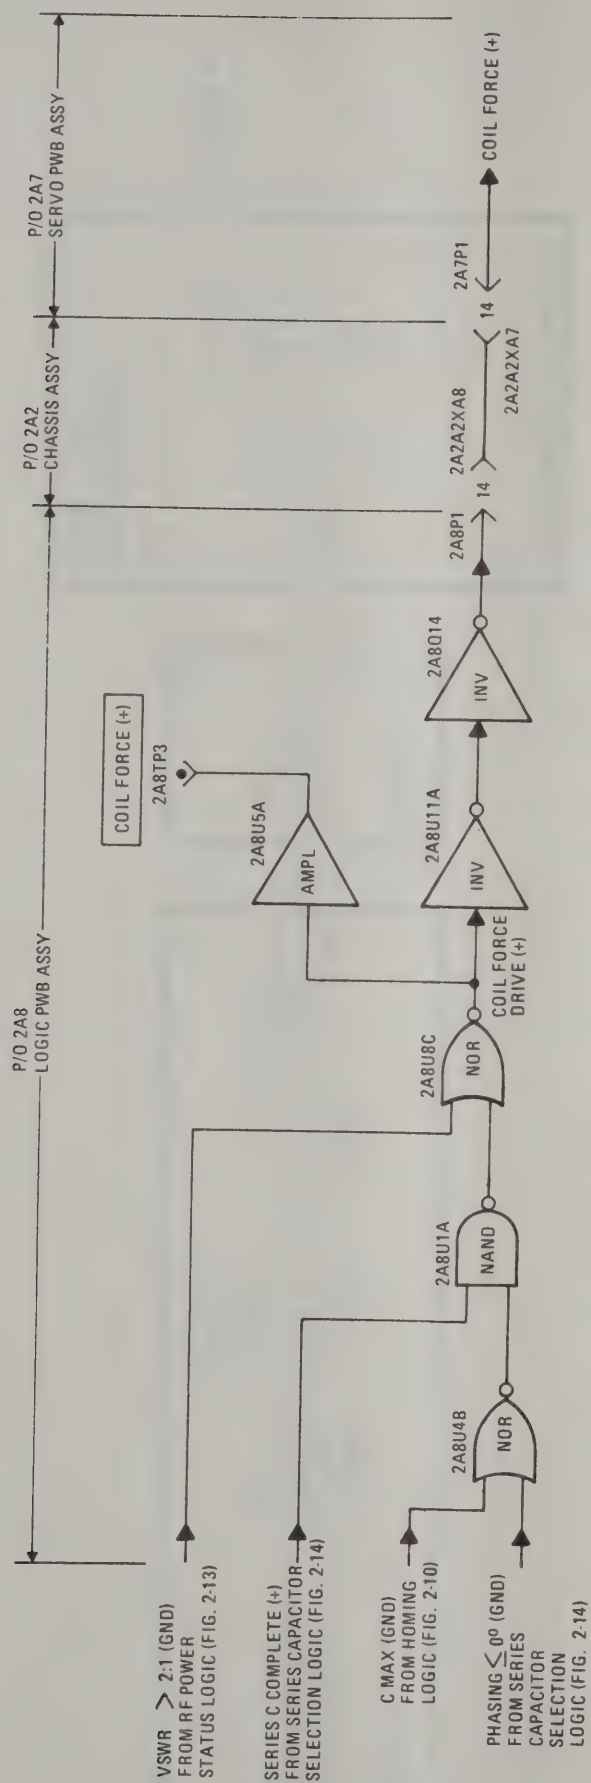 P/O 2A8
LOGIC PWB ASSY
P/O 2A2
CHASSIS ASSY
P/O 2A7
SERVO PWB ASSY
COIL FORCE (+)
2A8TP3
2A8U5A
AMPL
VSWR > 2:1 (GND)
FROM RF POWER
STATUS LOGIC (FIG. 2-13)
SERIES C COMPLETE (+)
FROM SERIES CAPACITOR
SELECTION LOGIC (FIG. 2-14)
C MAX (GND)
FROM HOMING
LOGIC (FIG. 2-10)
PHASING ≤ 0° (GND)
FROM SERIES
CAPACITOR
SELECTION
LOGIC (FIG. 2-14)
2A8U4B
NOR
2A8U1A
NAND
2A8U8C
NOR
COIL FORCE
DRIVE (+)
2A8U11A
INV
2A8Q14
INV
2A8P1
14
2A2A2XA8
2A2A2XA7
14
2A7P1
COIL FORCE (+)